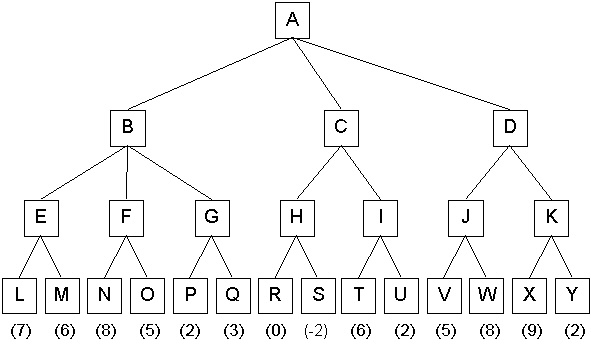 A
B C D
E F G H I J K
L M N O P Q R S T U V W X Y
(7) (6) (8) (5) (2) (3) (0) (-2) (6) (2) (5) (8) (9) (2)